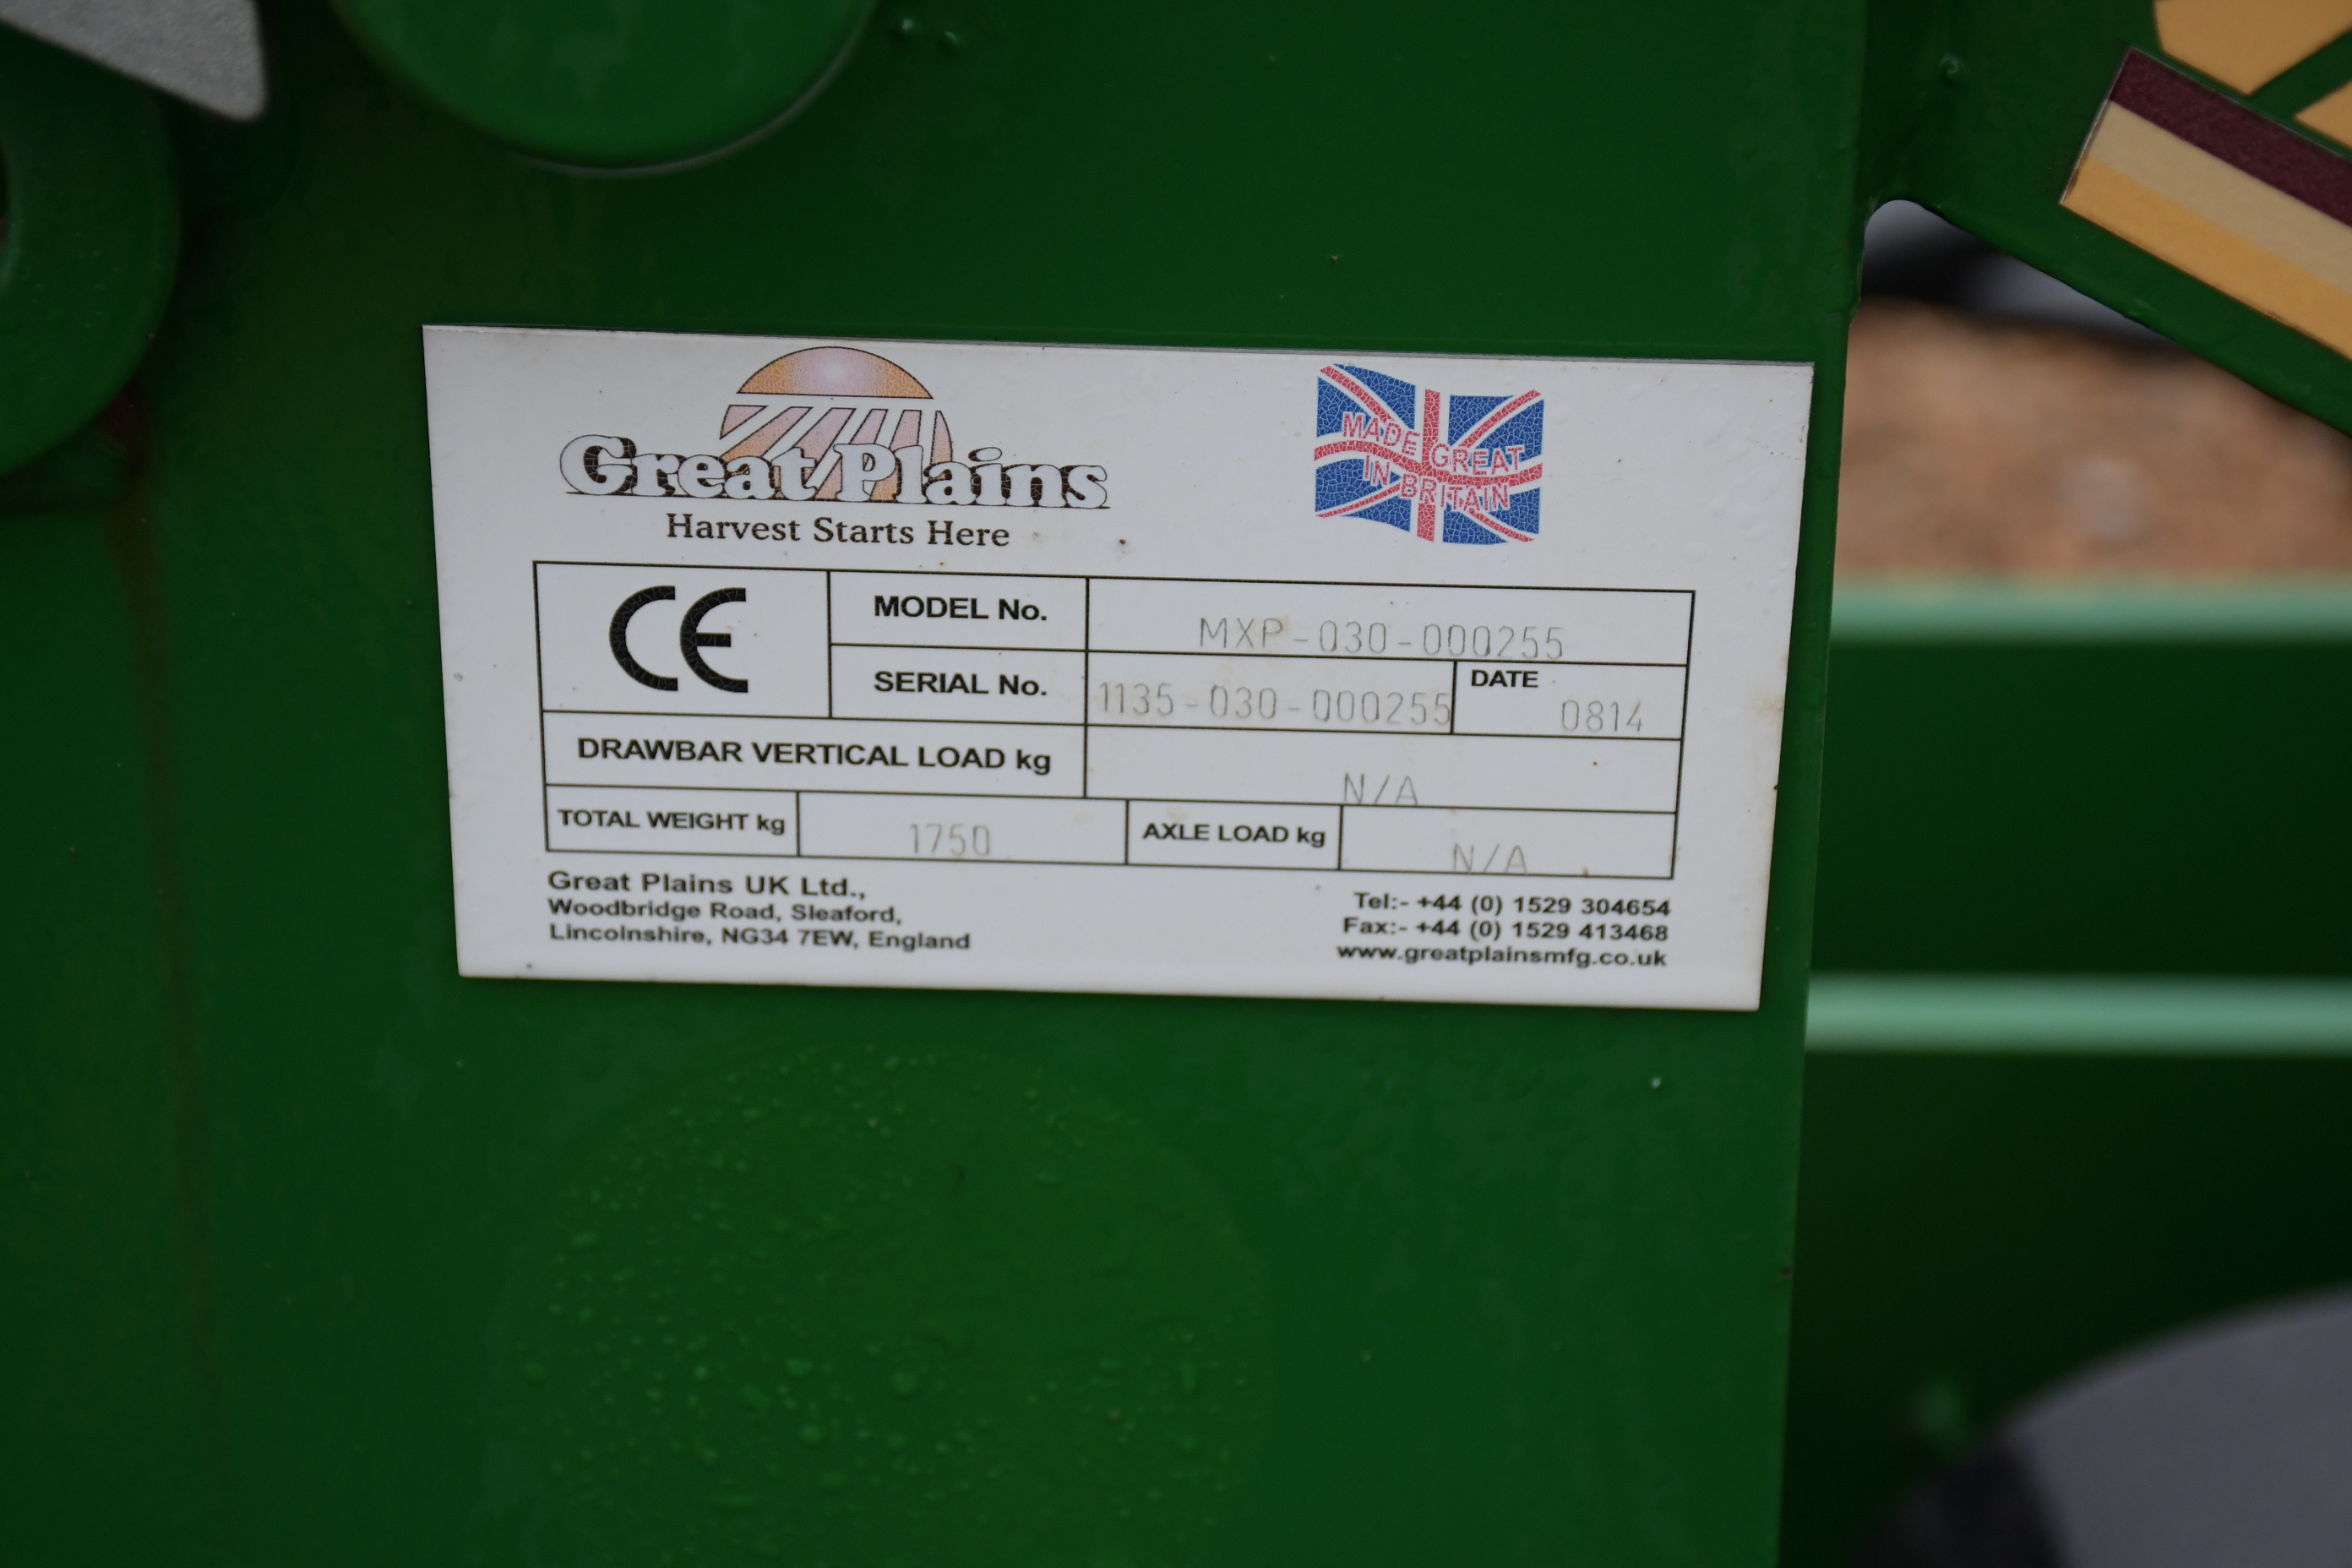 Great Plains
Harvest Starts Here
MADE GREAT
IN BRITAIN
CE
MODEL No. MXP-030-000255
SERIAL No. 1135-030-000255 DATE 0814
DRAWBAR VERTICAL LOAD kg N/A
TOTAL WEIGHT kg 1750 AXLE LOAD kg N/A
Great Plains UK Ltd.,
Woodbridge Road, Sleaford,
Lincolnshire, NG34 7EW, England
Tel:- +44 (0) 1529 304654
Fax:- +44 (0) 1529 413468
www.greatplainsmfg.co.uk